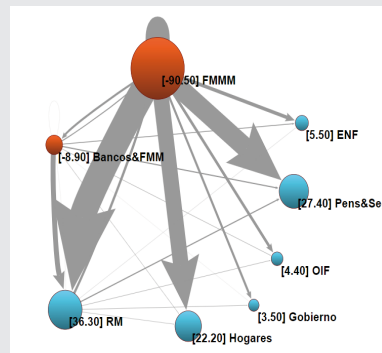 [-90.50] FMMM
[5.50] ENF
[-8.90] Bancos&FMM
[27.40] Pens&Se
[4.40] OIF
[3.50] Gobierno
[36.30] RM
[22.20] Hogares